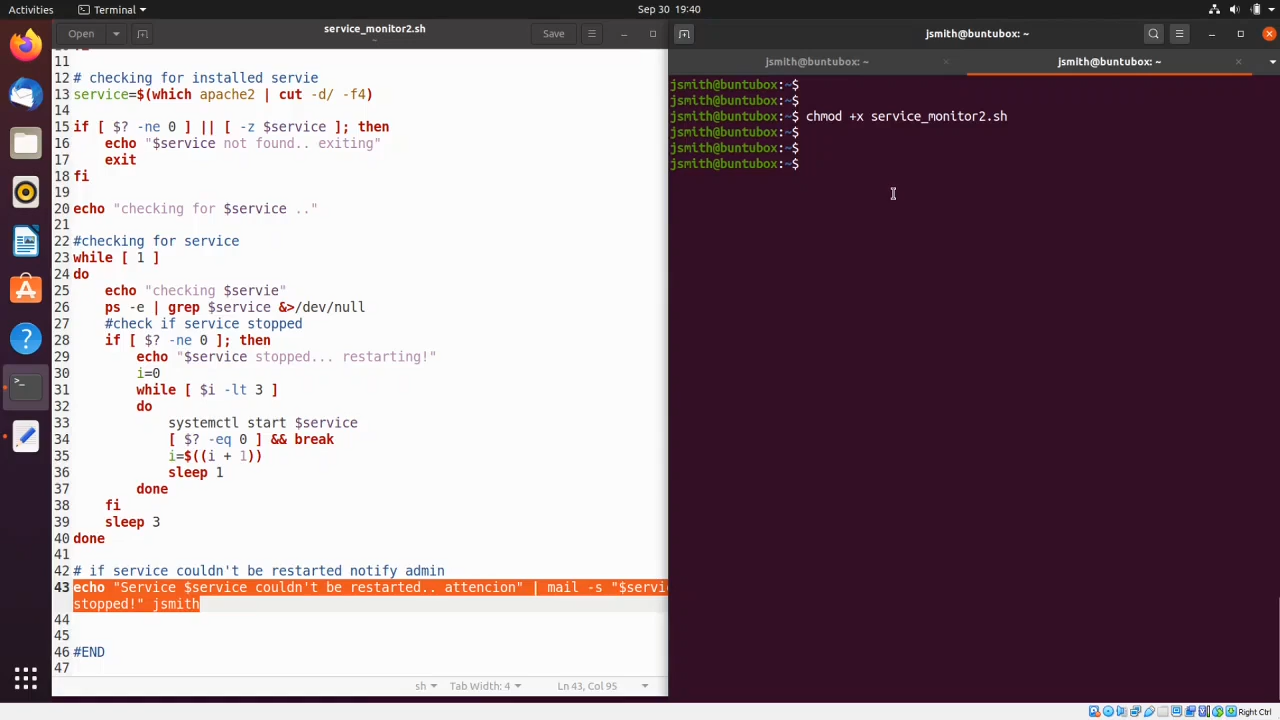 Activities
Terminal
Sep 30 19:40
Open
service_monitor2.sh
~
Save
11
12 # checking for installed servie
13 service=$(which apache2 | cut -d/ -f4)
14
15 if [ $? -ne 0 ] || [ -z $service ]; then
16 echo "$service not found.. exiting"
17 exit
18 fi
19
20 echo "checking for $service .."
21
22 #checking for service
23 while [ 1 ]
24 do
25 echo "checking $servie"
26 ps -e | grep $service &>/dev/null
27 #check if service stopped
28 if [ $? -ne 0 ]; then
29 echo "$service stopped... restarting!"
30 i=0
31 while [ $i -lt 3 ]
32 do
33 systemctl start $service
34 [ $? -eq 0 ] && break
35 i=$((i + 1))
36 sleep 1
37 done
38 fi
39 sleep 3
40 done
41
42 # if service couldn't be restarted notify admin
43 echo "Service $service couldn't be restarted.. attencion" | mail -s "$servi
stopped!" jsmith
44
45
46 #END
47
sh
Tab Width: 4
Ln 43, Col 95
jsmith@buntubox: ~
jsmith@buntubox: ~
jsmith@buntubox: ~
jsmith@buntubox:~$
jsmith@buntubox:~$
jsmith@buntubox:~$ chmod +x service_monitor2.sh
jsmith@buntubox:~$
jsmith@buntubox:~$
jsmith@buntubox:~$
Right Ctrl